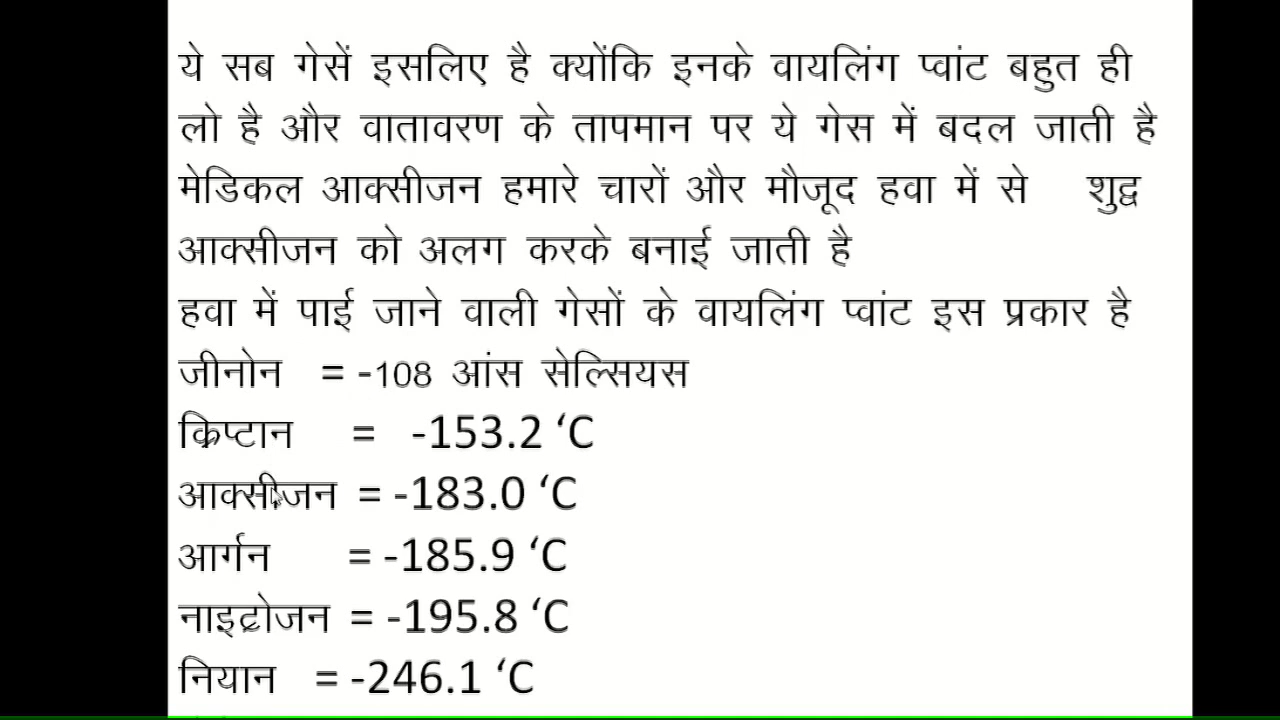 ये सब गेसें इसलिए है क्योंकि इनके वायलिंग प्वांट बहुत ही
लो है और वातावरण के तापमान पर ये गेस में बदल जाती है
मेडिकल आक्सीजन हमारे चारों और मौजूद हवा में से शुद्व
आक्सीजन को अलग करके बनाई जाती है
हवा में पाई जाने वाली गेसों के वायलिंग प्वांट इस प्रकार है
जीनोन = -108 आंस सेल्सियस
क्रिप्टान = -153.2 ‘C
आक्सीजन = -183.0 ‘C
आर्गन = -185.9 ‘C
नाइट्रोजन = -195.8 ‘C
नियान = -246.1 ‘C